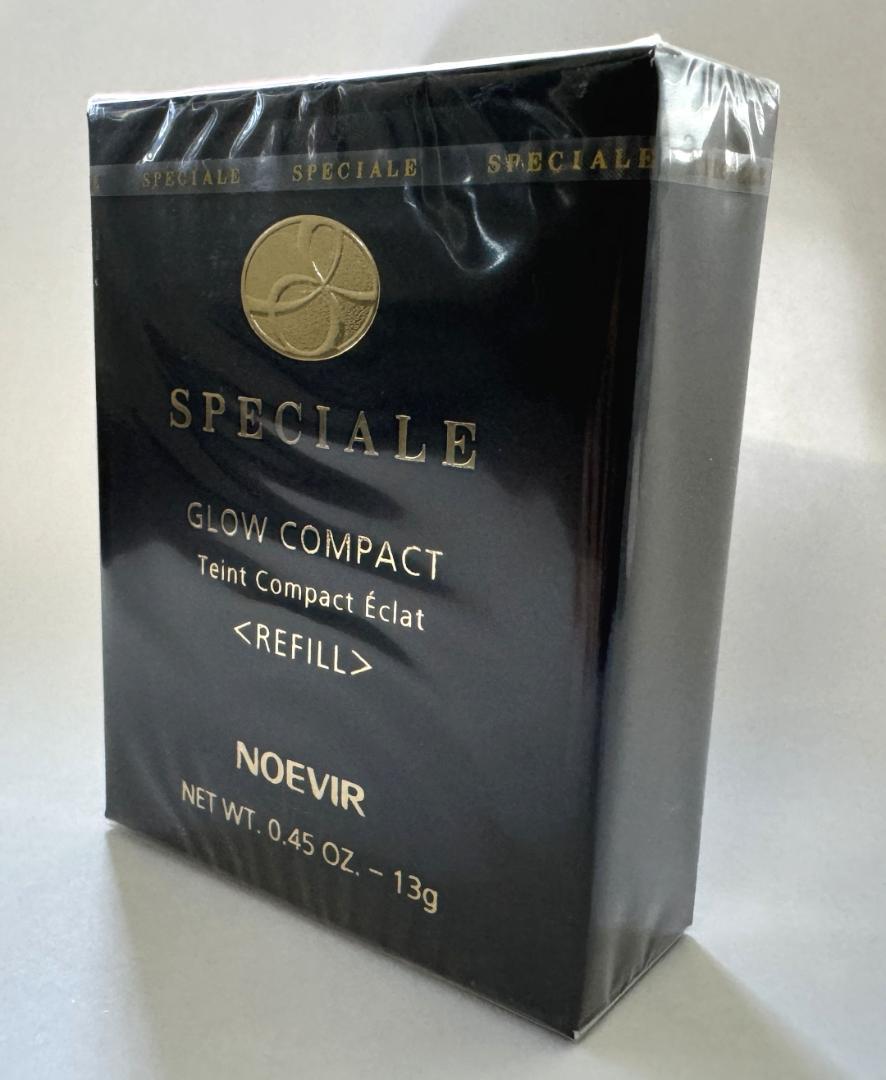 SPECIALE SPECIALE SPECIALE
SPECIALE
GLOW COMPACT
Teint Compact Éclat
<REFILL>
NOEVIR
NET WT. 0.45 OZ. – 13g